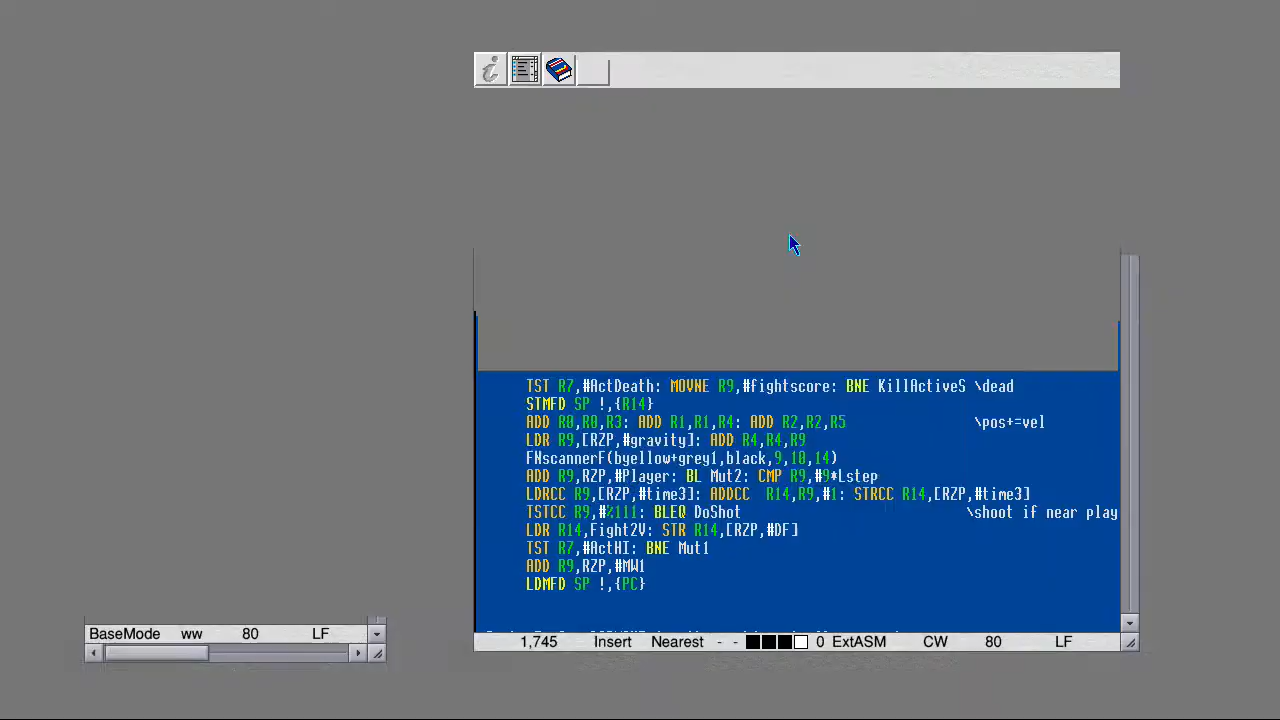 TST R7,#ActDeath: MOVNE R9,#fightscore: BNE KillActiveS \dead
STMFD SP !,{R14}
ADD R0,R0,R3: ADD R1,R1,R4: ADD R2,R2,R5 \pos+=vel
LDR R9,[RZP,#gravity]: ADD R4,R4,R9
FNscannerF(byellow+grey1,black,9,10,14)
ADD R9,RZP,#Player: BL Mut2: CMP R9,#9*Lstep
LDRCC R9,[RZP,#time3]: ADDCC R14,R9,#1: STRCC R14,[RZP,#time3]
TSTCC R9,#%111: BLEQ DoShot \shoot if near play
LDR R14,Fight2V: STR R14,[RZP,#DF]
TST R7,#ActHI: BNE Mut1
ADD R9,RZP,#MW1
LDMFD SP !,{PC}
BaseMode ww 80 LF
1,745 Insert Nearest - - 0 ExtASM CW 80 LF